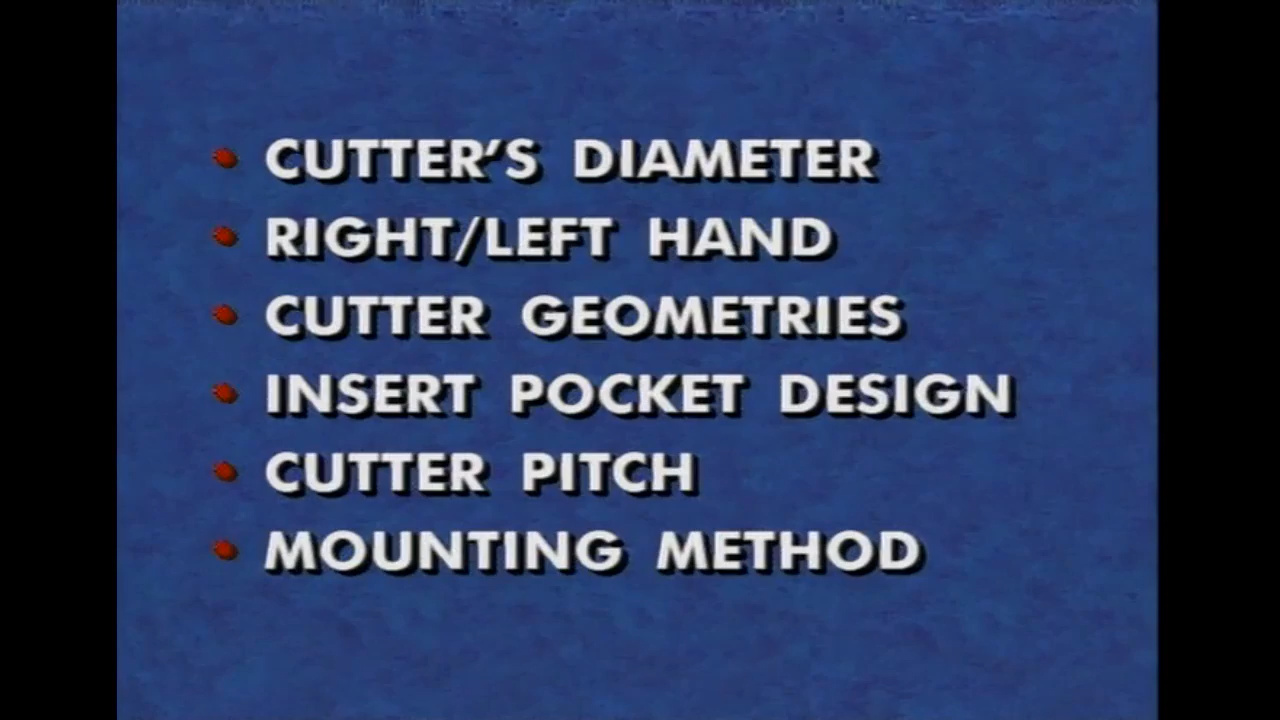 CUTTER'S DIAMETER
RIGHT/LEFT HAND
CUTTER GEOMETRIES
INSERT POCKET DESIGN
CUTTER PITCH
MOUNTING METHOD